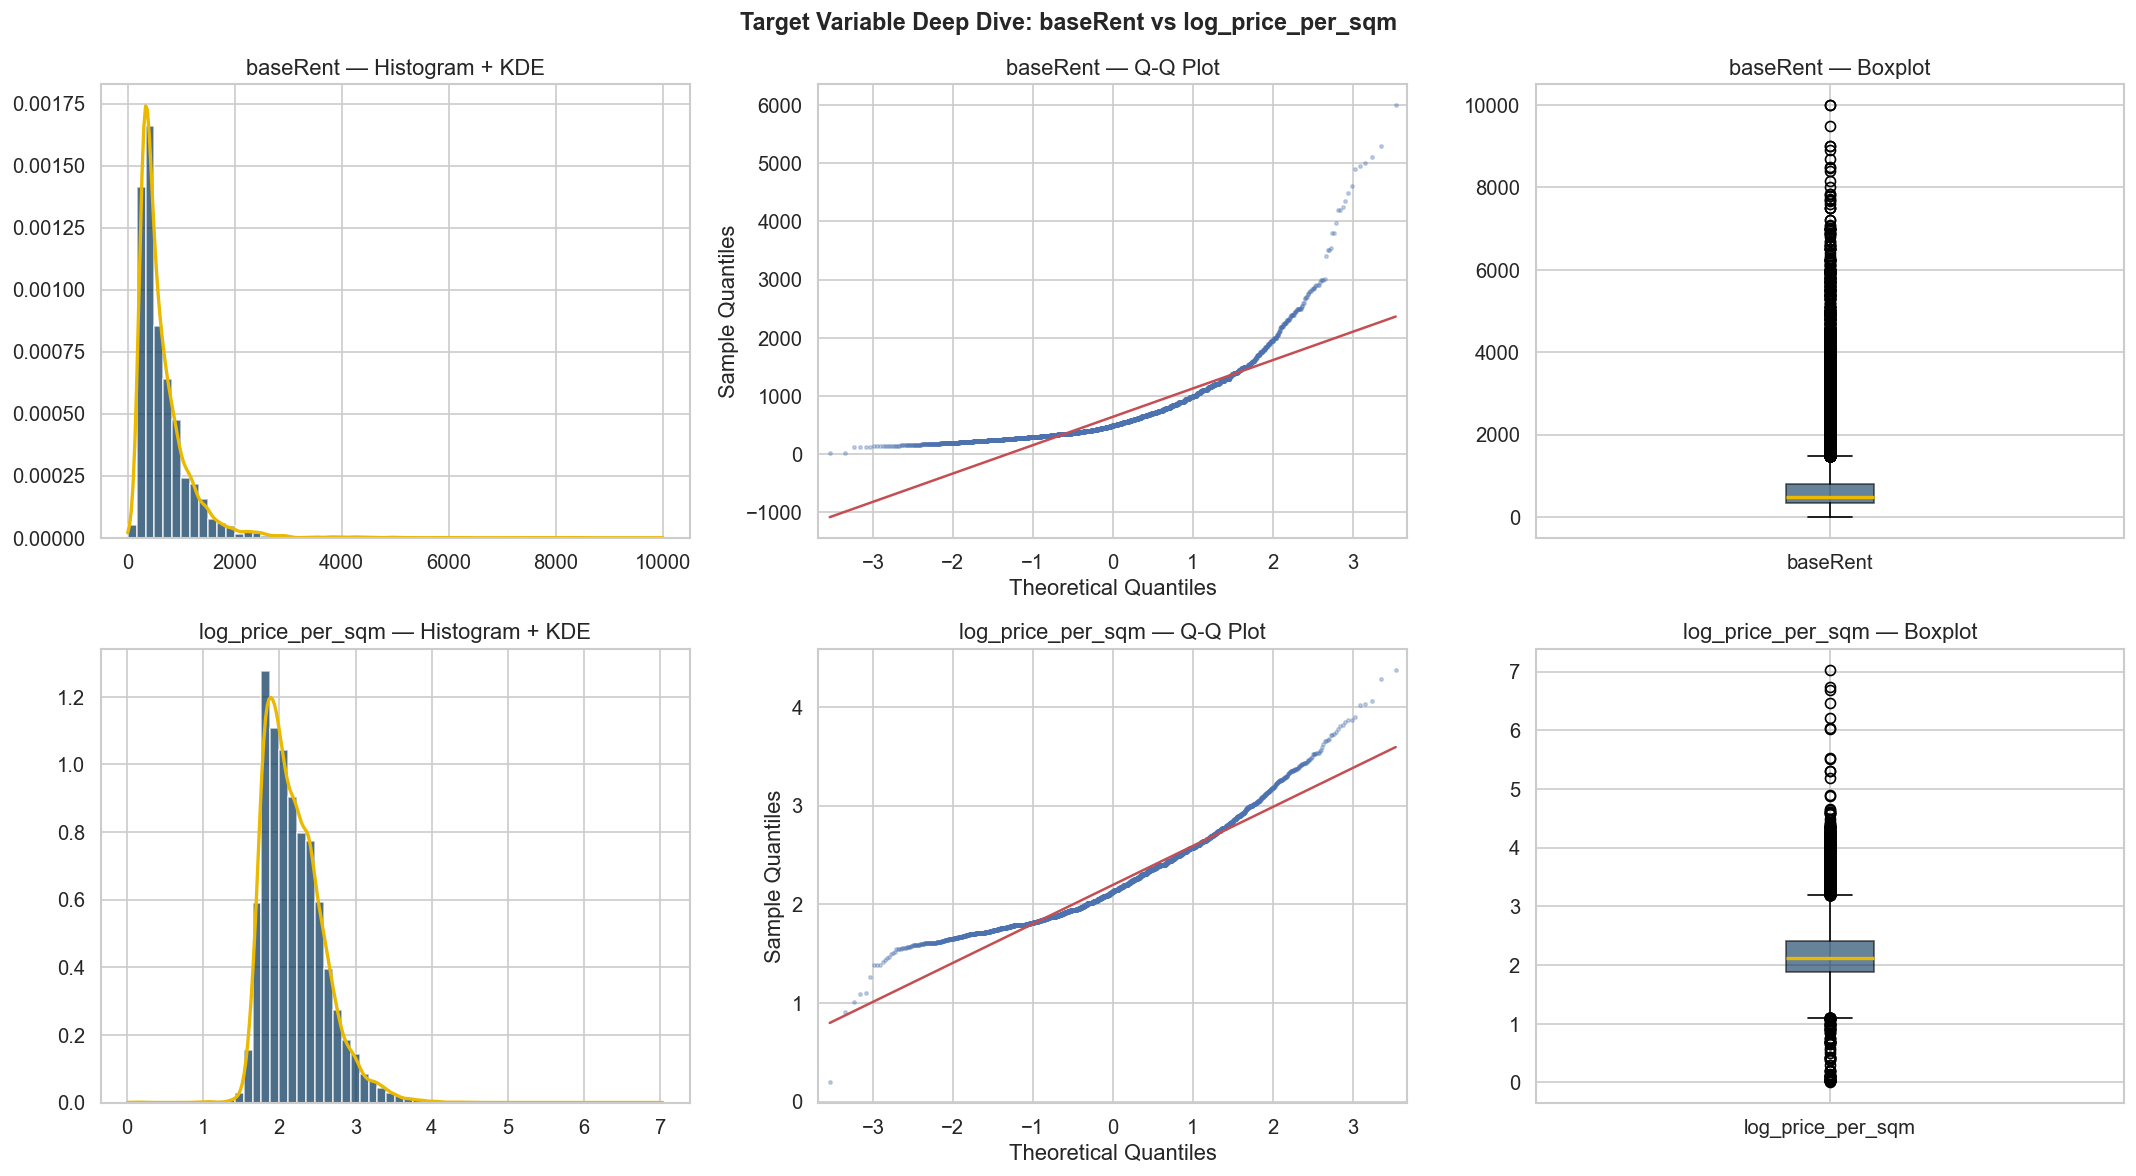 Target Variable Deep Dive: baseRent vs log_price_per_sqm
baseRent — Histogram + KDE
0.00175
0.00150
0.00125
0.00100
0.00075
0.00050
0.00025
0.00000
0 2000 4000 6000 8000 10000
baseRent — Q-Q Plot
Sample Quantiles
6000
5000
4000
3000
2000
1000
0
−1000
−3 −2 −1 0 1 2 3
Theoretical Quantiles
baseRent — Boxplot
10000
8000
6000
4000
2000
0
baseRent
log_price_per_sqm — Histogram + KDE
1.2
1.0
0.8
0.6
0.4
0.2
0.0
0 1 2 3 4 5 6 7
log_price_per_sqm — Q-Q Plot
Sample Quantiles
4
3
2
1
0
−3 −2 −1 0 1 2 3
Theoretical Quantiles
log_price_per_sqm — Boxplot
7
6
5
4
3
2
1
0
log_price_per_sqm